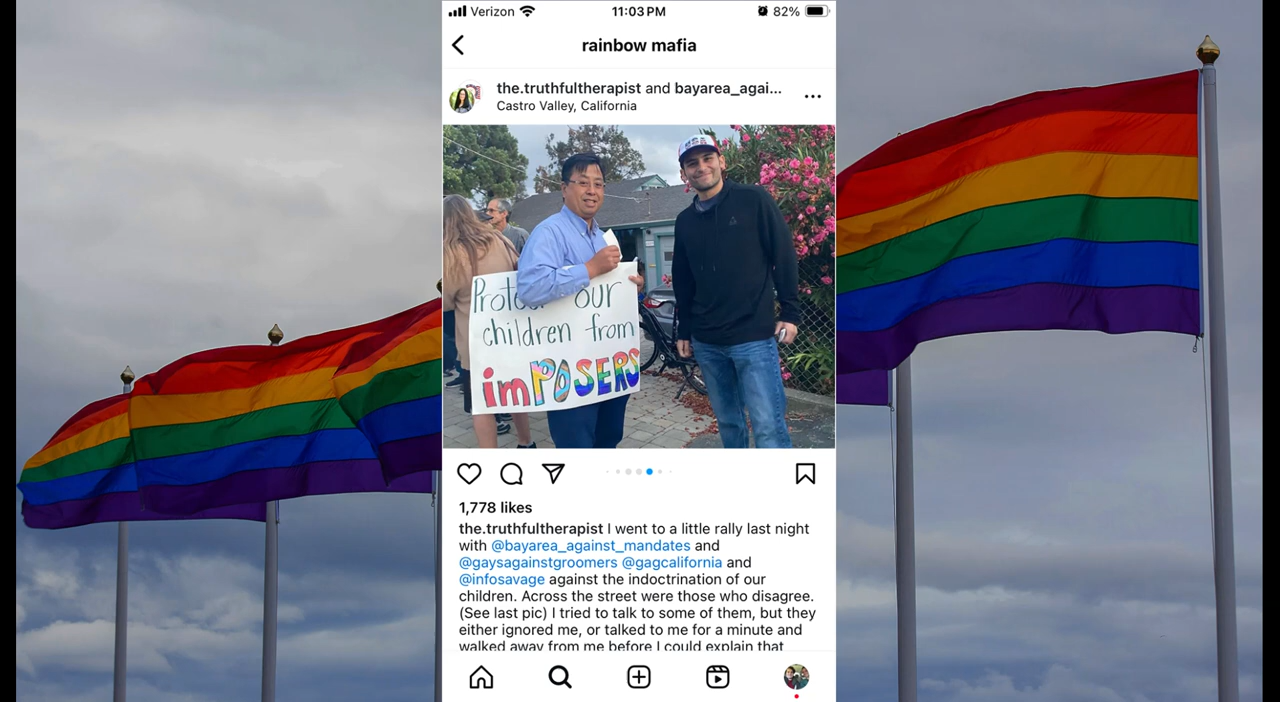 Verizon 11:03 PM 82%
rainbow mafia
the.truthfultherapist and bayarea_agai...
Castro Valley, California
our
children from
imPOSERS
1,778 likes
the.truthfultherapist I went to a little rally last night
with @bayarea_against_mandates and
@gaysagainstgroomers @gagcalifornia and
@infosavage against the indoctrination of our
children. Across the street were those who disagree.
(See last pic) I tried to talk to some of them, but they
either ignored me, or talked to me for a minute and
walked away from me before I could explain that